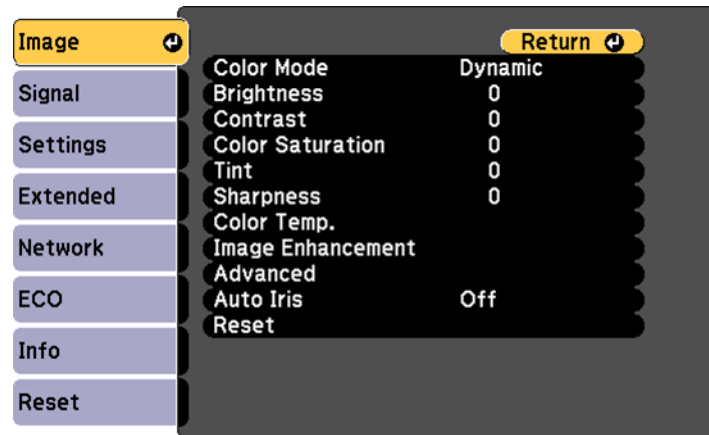 Image
Signal
Settings
Extended
Network
ECO
Info
Reset
Return
Color Mode Dynamic
Brightness 0
Contrast 0
Color Saturation 0
Tint 0
Sharpness 0
Color Temp.
Image Enhancement
Advanced
Auto Iris Off
Reset